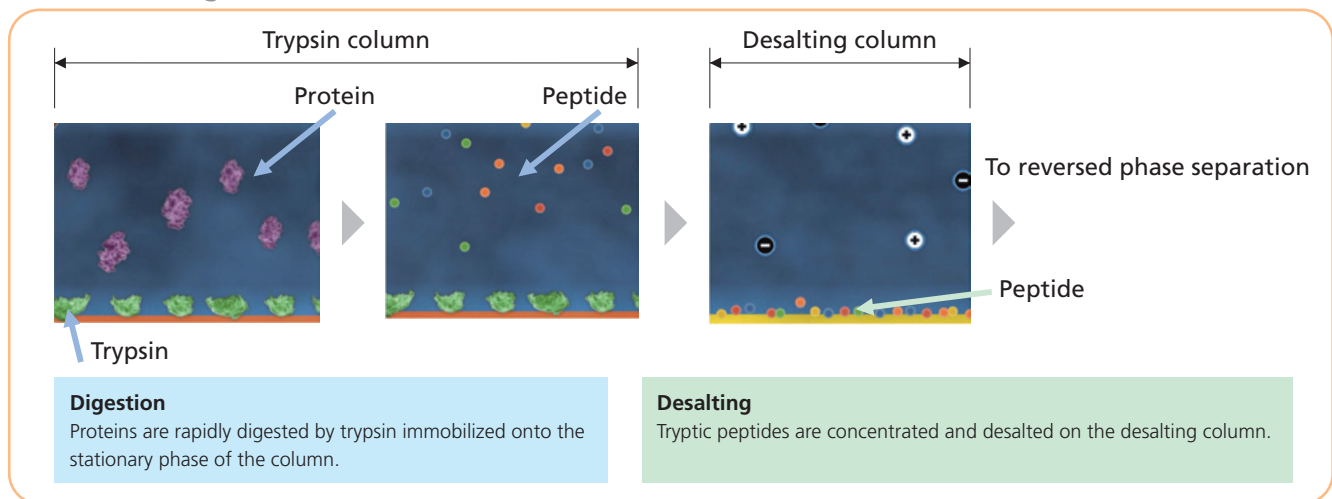 Trypsin column
Desalting column
Protein
Peptide
To reversed phase separation
Peptide
Trypsin
Digestion
Proteins are rapidly digested by trypsin immobilized onto the
stationary phase of the column.
Desalting
Tryptic peptides are concentrated and desalted on the desalting column.